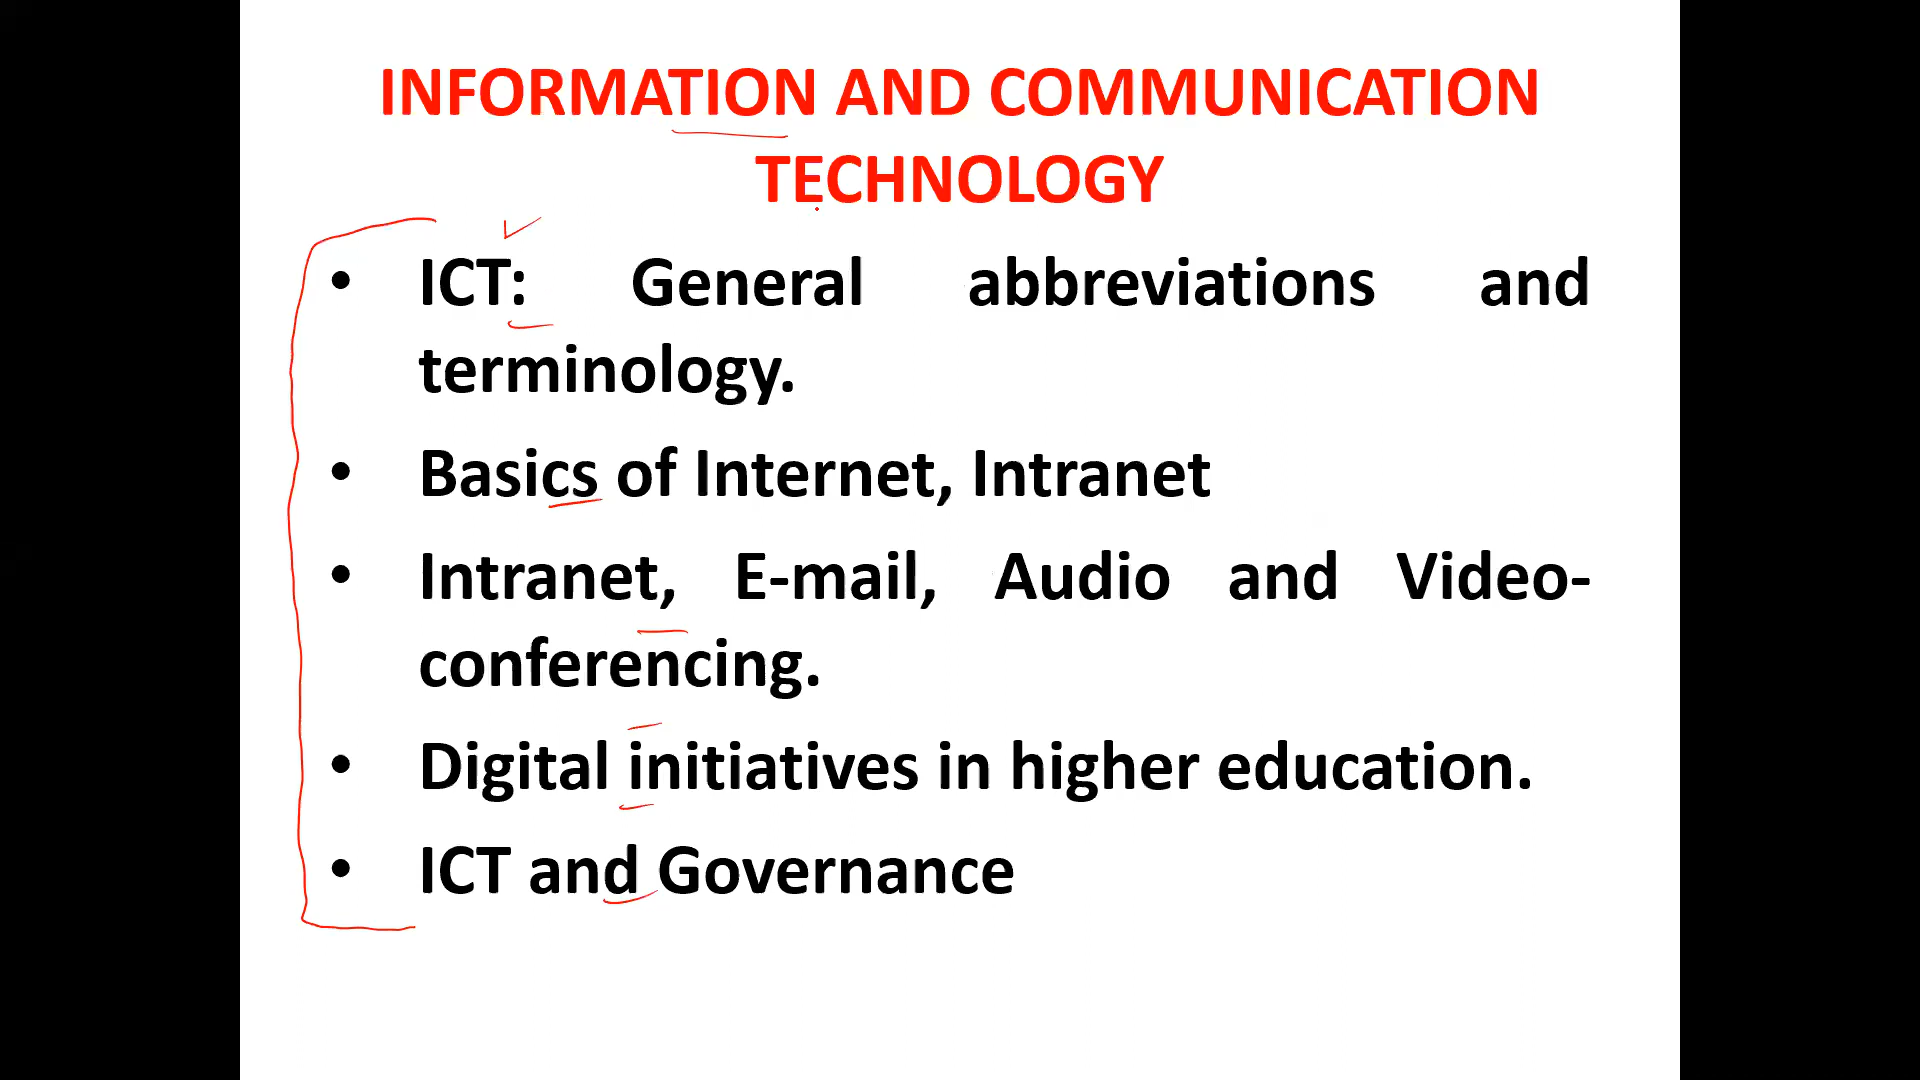 INFORMATION AND COMMUNICATION
TECHNOLOGY
• ICT: General abbreviations and
terminology.
• Basics of Internet, Intranet
• Intranet, E-mail, Audio and Video-
conferencing.
• Digital initiatives in higher education.
• ICT and Governance